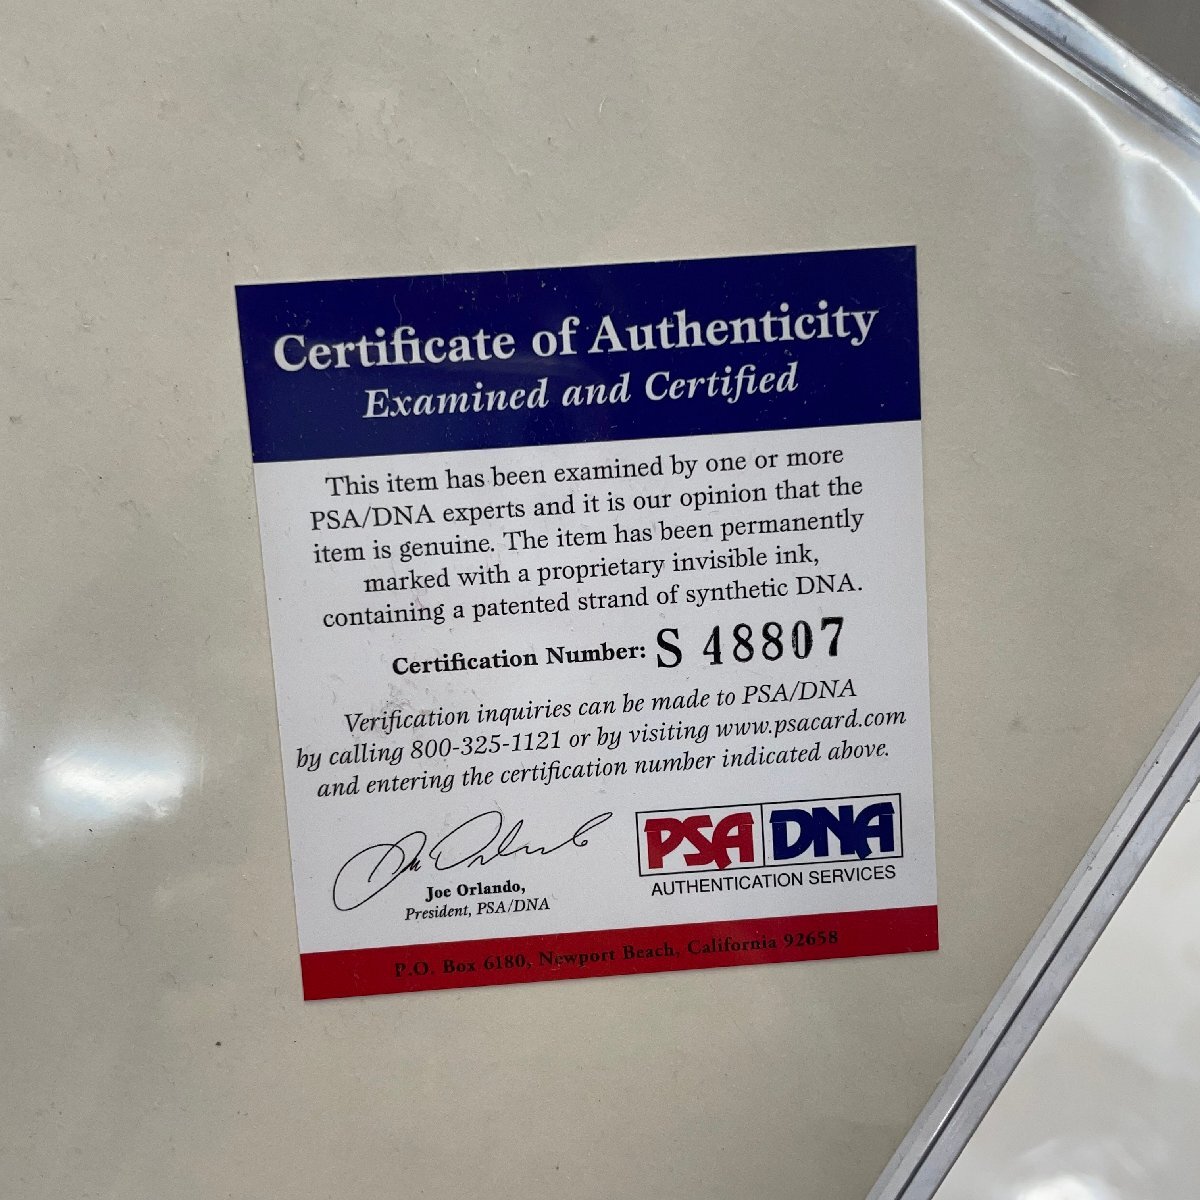 Certificate of Authenticity
Examined and Certified
This item has been examined by one or more
PSA/DNA experts and it is our opinion that the
item is genuine. The item has been permanently
marked with a proprietary invisible ink,
containing a patented strand of synthetic DNA.
Certification Number: S 48807
Verification inquiries can be made to PSA/DNA
by calling 800-325-1121 or by visiting www.psacard.com
and entering the certification number indicated above.
Joe Orlando,
President, PSA/DNA
PSA DNA
AUTHENTICATION SERVICES
P.O. Box 6180, Newport Beach, California 92658